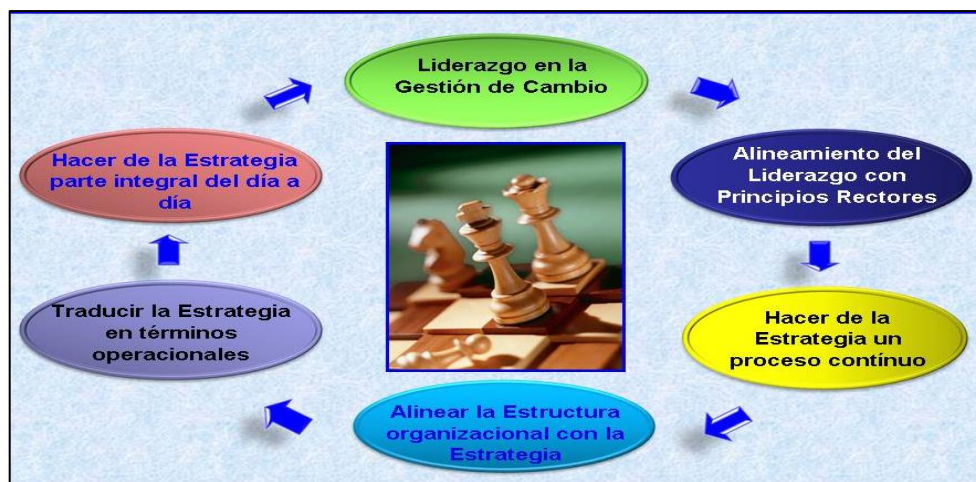 Liderazgo en la
Gestión de Cambio
Alineamiento del
Liderazgo con
Principios Rectores
Hacer de la
Estrategia un
proceso contínuo
Alinear la Estructura
organizacional con la
Estrategia
Traducir la Estrategia
en términos
operacionales
Hacer de la Estrategia
parte integral del día a
día